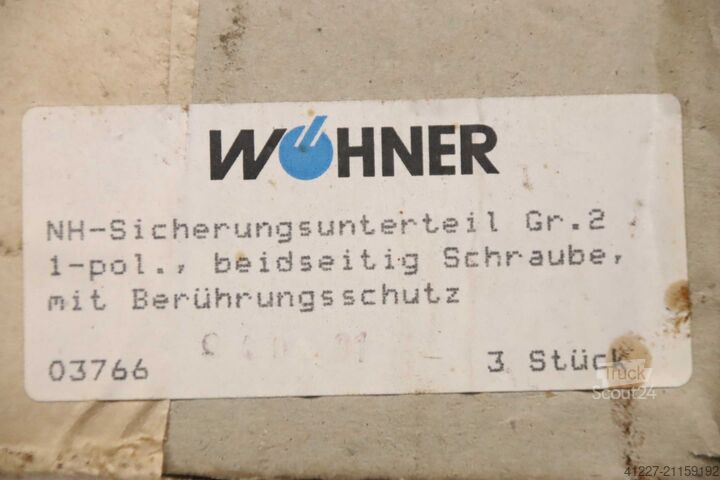 WÖHNER
NH-Sicherungsunterteil Gr.2
1-pol., beidseitig Schraube,
mit Berührungsschutz
03766 3 Stück
Truck
Scout24
41227-21159192